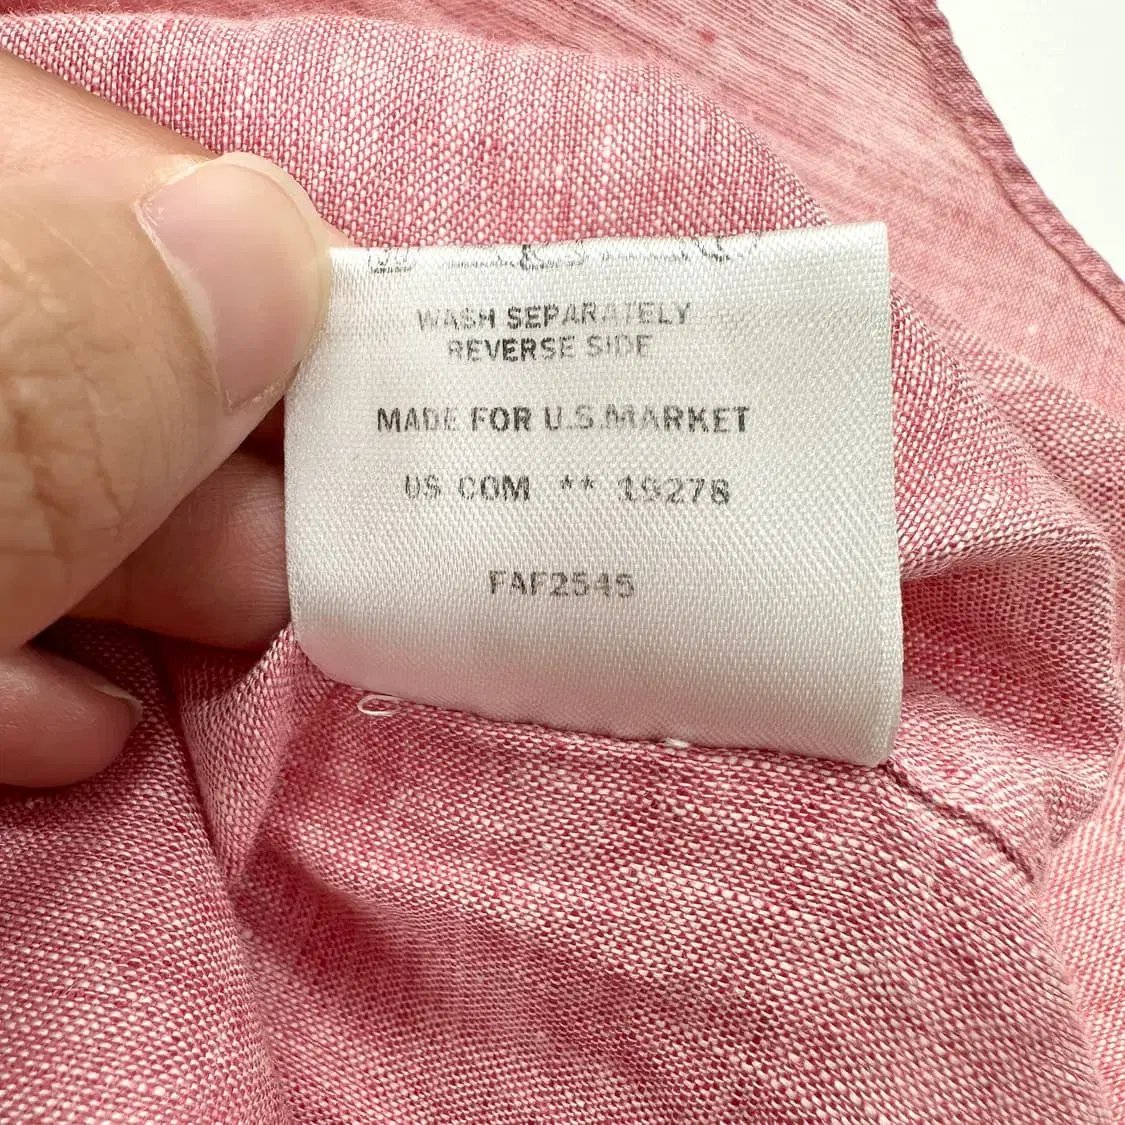 WASH SEPARATELY
REVERSE SIDE
MADE FOR U.S.MARKET
US COM ** 19278
FAF2545